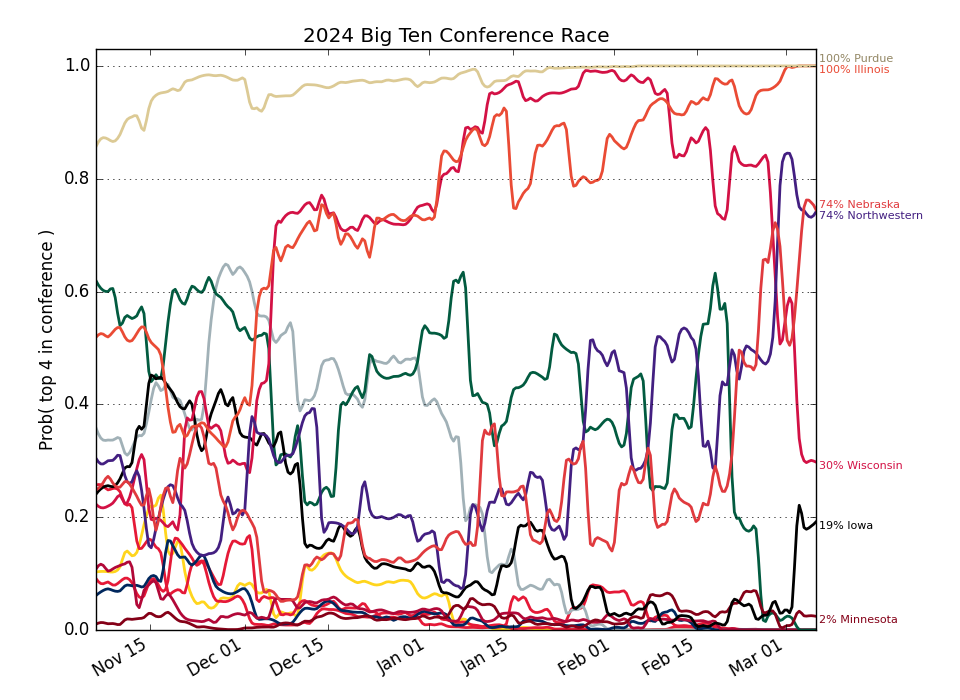 2024 Big Ten Conference Race
Prob( top 4 in conference )
1.0
0.8
0.6
0.4
0.2
0.0
Nov 15
Dec 01
Dec 15
Jan 01
Jan 15
Feb 01
Feb 15
Mar 01
100% Purdue
100% Illinois
74% Nebraska
74% Northwestern
30% Wisconsin
19% Iowa
2% Minnesota